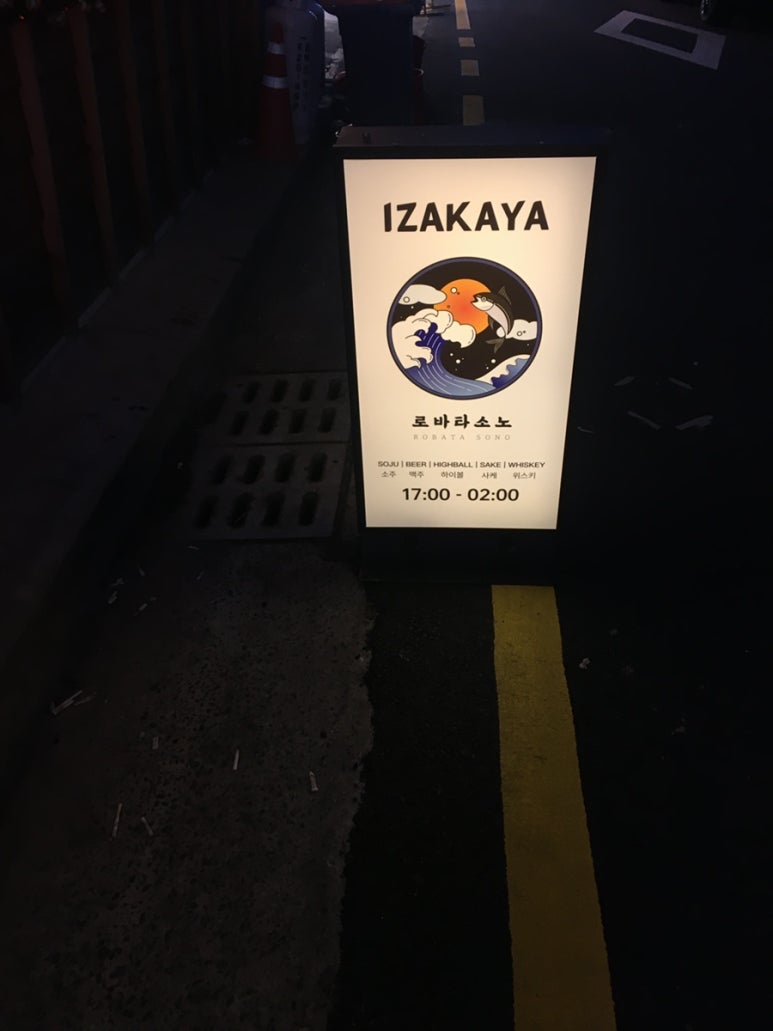 IZAKAYA
로바타소노
ROBATA SONO
SOJU | BEER | HIGHBALL | SAKE | WHISKEY
소주 맥주 하이볼 사케 위스키
17:00 - 02:00